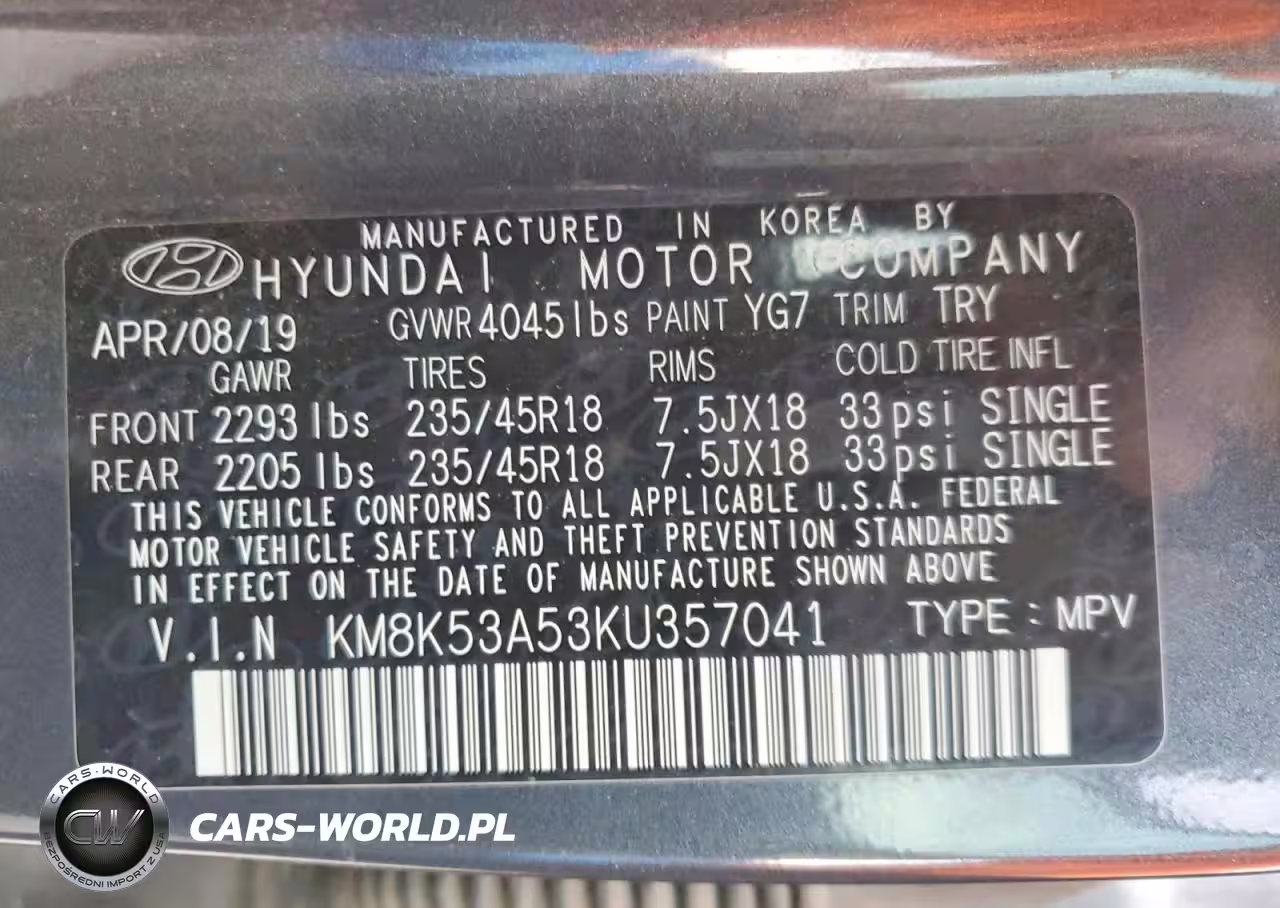 MANUFACTURED IN KOREA BY
HYUNDAI MOTOR COMPANY
APR/08/19 GVWR 4045 lbs PAINT YG7 TRIM TRY
GAWR TIRES RIMS COLD TIRE INFL
FRONT 2293 lbs 235/45R18 7.5JX18 33psi SINGLE
REAR 2205 lbs 235/45R18 7.5JX18 33psi SINGLE
THIS VEHICLE CONFORMS TO ALL APPLICABLE U.S.A. FEDERAL
MOTOR VEHICLE SAFETY AND THEFT PREVENTION STANDARDS
IN EFFECT ON THE DATE OF MANUFACTURE SHOWN ABOVE
V.I.N KM8K53A53KU357041 TYPE : MPV
CARS-WORLD
CW
BEZPOŚREDNI IMPORT Z USA
CARS-WORLD.PL